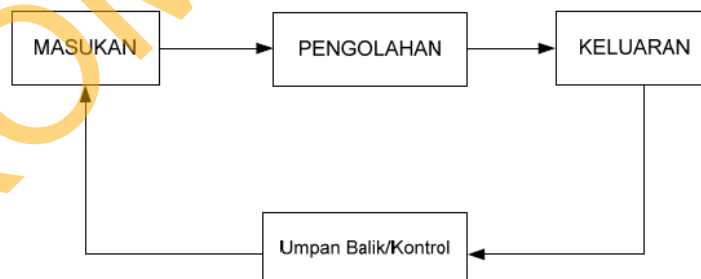 MASUKAN
PENGOLAHAN
KELUARAN
Umpan Balik/Kontrol